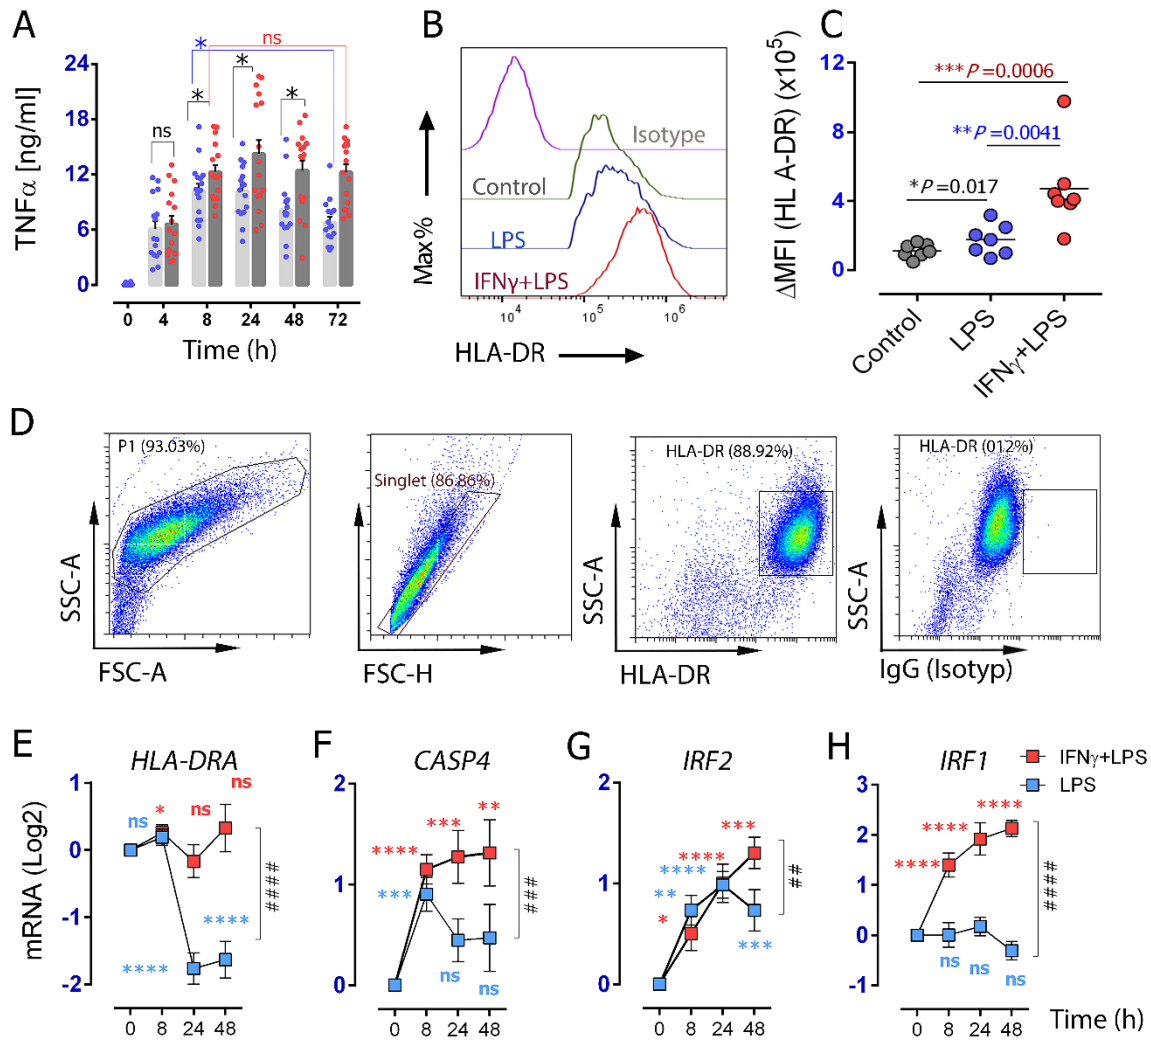 A
TNFα [ng/ml]
24
18
12
6
0
ns
*
*
*
*
ns
0 4 8 24 48 72
Time (h)
B
Max %
Isotype
Control
LPS
IFNγ+LPS
10^4 10^5 10^6
HLA-DR
C
ΔMFI (HL A-DR) (x10^5)
12
8
4
0
***P=0.0006
**P=0.0041
*P=0.017
Control
LPS
IFNγ+LPS
D
P1 (93.03%)
SSC-A
FSC-A
Singlet (86.86%)
FSC-H
HLA-DR (88.92%)
SSC-A
HLA-DR
HLA-DR (012%)
SSC-A
IgG (Isotyp)
E
HLA-DRA
mRNA (Log2)
1
0
-1
-2
ns
*
ns
ns
****
****
####
0 8 24 48
F
CASP4
2
1
0
****
***
**
***
ns
ns
###
0 8 24 48
G
IRF2
2
1
0
***
****
****
**
*
***
##
0 8 24 48
H
IRF1
IFNγ+LPS
LPS
3
2
1
0
-1
****
****
****
ns
ns
ns
####
0 8 24 48
Time (h)